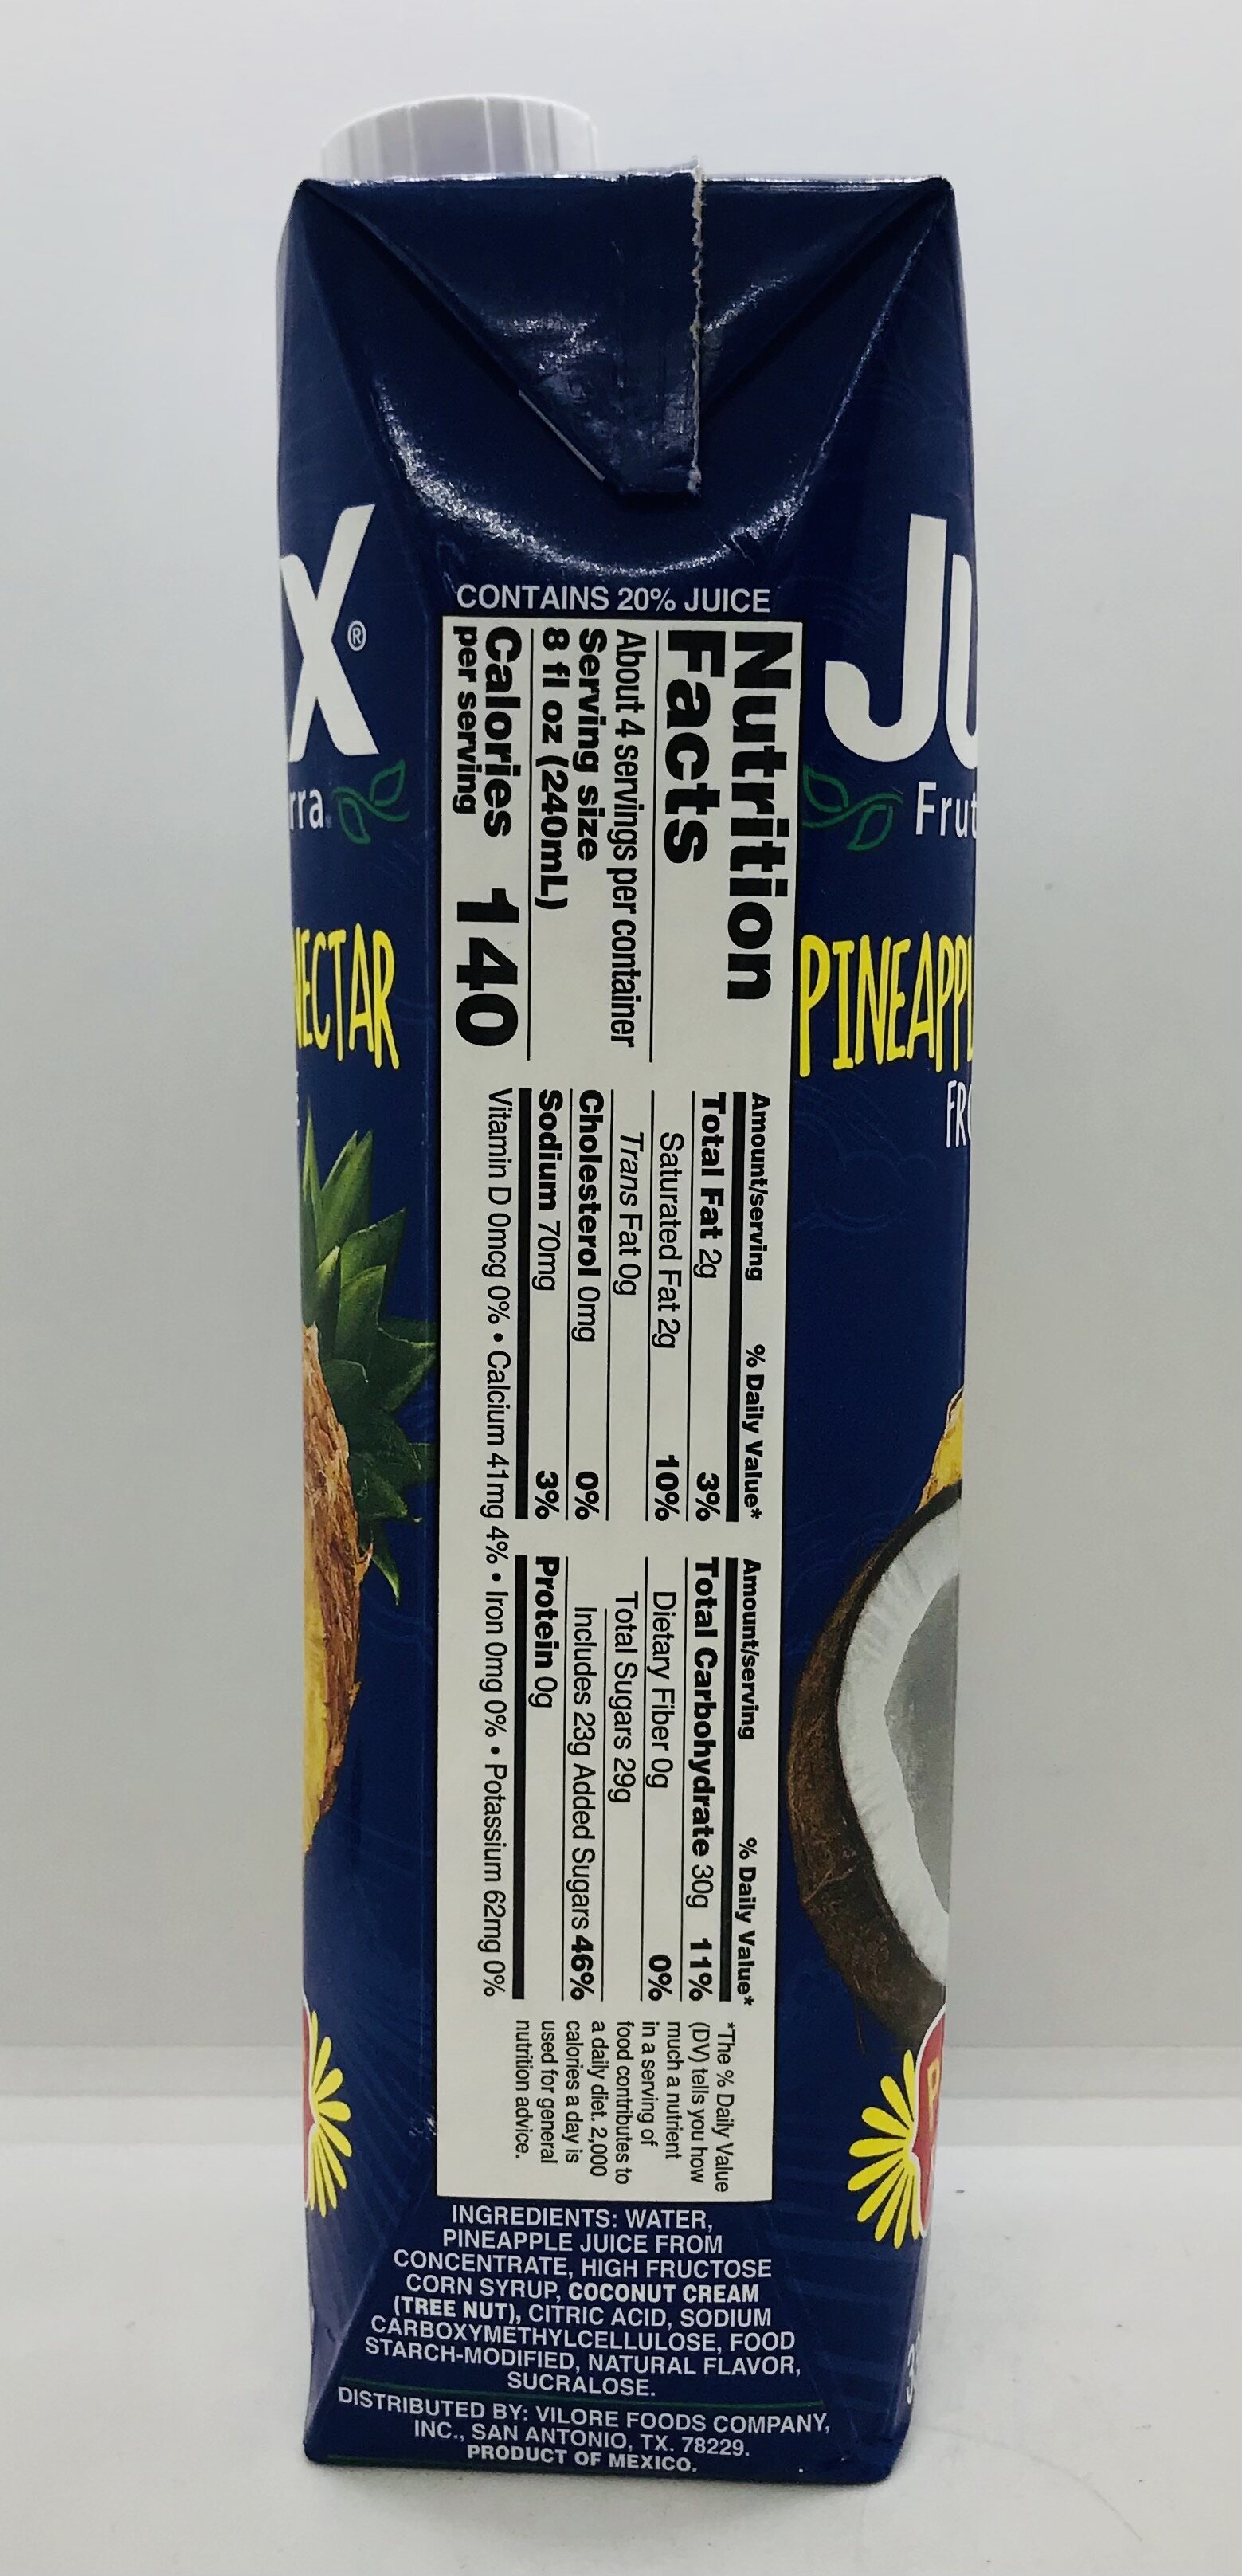 X®
rra
NECTAR
JU
Frut
PINEAPPL
FRO
CONTAINS 20% JUICE
Nutrition
Facts
About 4 servings per container
Serving size
8 fl oz (240mL)
Calories 140
per serving
Amount/serving % Daily Value*
Total Fat 2g 3%
Saturated Fat 2g 10%
Trans Fat 0g
Cholesterol 0mg 0%
Sodium 70mg 3%
Amount/serving % Daily Value*
Total Carbohydrate 30g 11%
Dietary Fiber 0g 0%
Total Sugars 29g
Includes 23g Added Sugars 46%
Protein 0g
Vitamin D 0mcg 0% • Calcium 41mg 4% • Iron 0mg 0% • Potassium 62mg 0%
*The % Daily Value
(DV) tells you how
much a nutrient
in a serving of
food contributes to
a daily diet. 2,000
calories a day is
used for general
nutrition advice.
INGREDIENTS: WATER,
PINEAPPLE JUICE FROM
CONCENTRATE, HIGH FRUCTOSE
CORN SYRUP, COCONUT CREAM
(TREE NUT), CITRIC ACID, SODIUM
CARBOXYMETHYLCELLULOSE, FOOD
STARCH-MODIFIED, NATURAL FLAVOR,
SUCRALOSE.
DISTRIBUTED BY: VILORE FOODS COMPANY,
INC., SAN ANTONIO, TX. 78229.
PRODUCT OF MEXICO.